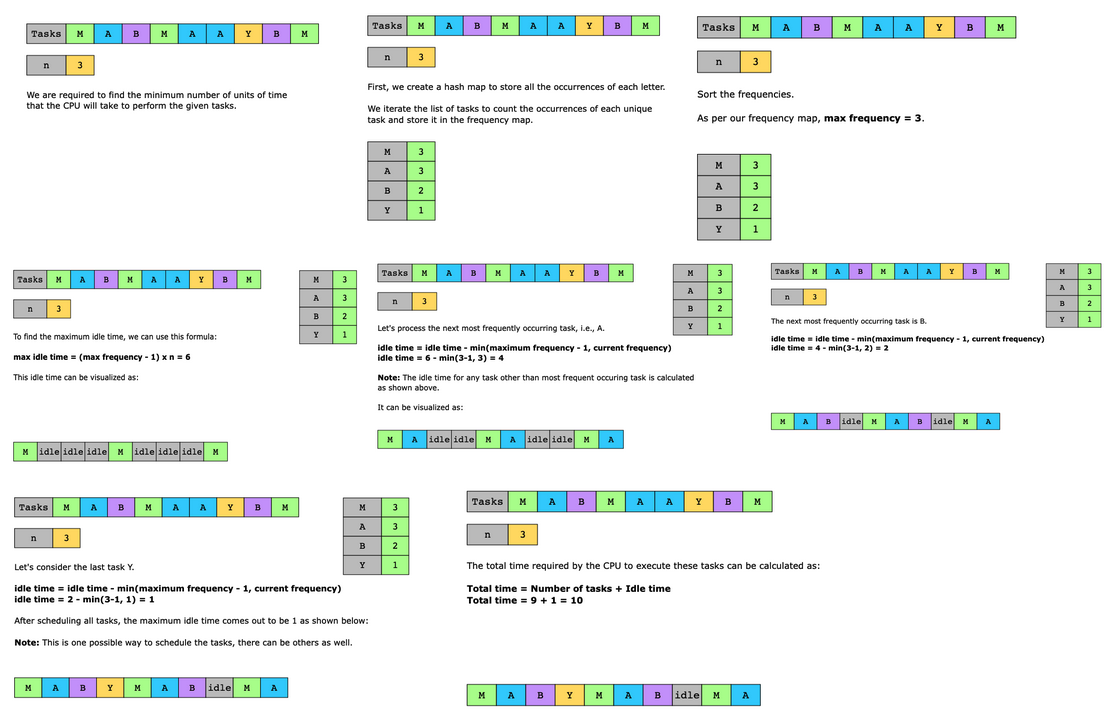 Tasks M A B M A A Y B M
n 3
We are required to find the minimum number of units of time
that the CPU will take to perform the given tasks.
Tasks M A B M A A Y B M
n 3
First, we create a hash map to store all the occurrences of each letter.
We iterate the list of tasks to count the occurrences of each unique
task and store it in the frequency map.
M 3
A 3
B 2
Y 1
Tasks M A B M A A Y B M
n 3
Sort the frequencies.
As per our frequency map, max frequency = 3.
M 3
A 3
B 2
Y 1
Tasks M A B M A A Y B M
n 3
M 3
A 3
B 2
Y 1
To find the maximum idle time, we can use this formula:
max idle time = (max frequency - 1) x n = 6
This idle time can be visualized as:
M idle idle idle M idle idle idle M
Tasks M A B M A A Y B M
n 3
M 3
A 3
B 2
Y 1
Let's process the next most frequently occurring task, i.e., A.
idle time = idle time - min(maximum frequency - 1, current frequency)
idle time = 6 - min(3-1, 3) = 4
Note: The idle time for any task other than most frequent occuring task is calculated
as shown above.
It can be visualized as:
M A idle idle M A idle idle M A
Tasks M A B M A A Y B M
n 3
M 3
A 3
B 2
Y 1
The next most frequently occurring task is B.
idle time = idle time - min(maximum frequency - 1, current frequency)
idle time = 4 - min(3-1, 2) = 2
M A B idle M A B idle M A
Tasks M A B M A A Y B M
n 3
M 3
A 3
B 2
Y 1
Let's consider the last task Y.
idle time = idle time - min(maximum frequency - 1, current frequency)
idle time = 2 - min(3-1, 1) = 1
After scheduling all tasks, the maximum idle time comes out to be 1 as shown below:
Note: This is one possible way to schedule the tasks, there can be others as well.
M A B Y M A B idle M A
Tasks M A B M A A Y B M
n 3
The total time required by the CPU to execute these tasks can be calculated as:
Total time = Number of tasks + Idle time
Total time = 9 + 1 = 10
M A B Y M A B idle M A